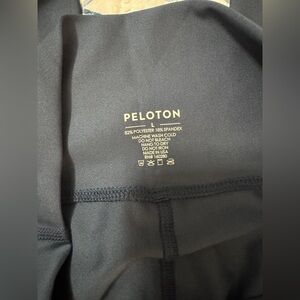 PELOTON
L
82% POLYESTER 18% SPANDEX
MACHINE WASH COLD
DO NOT BLEACH
HANG TO DRY
DO NOT IRON
MADE IN USA
RN#